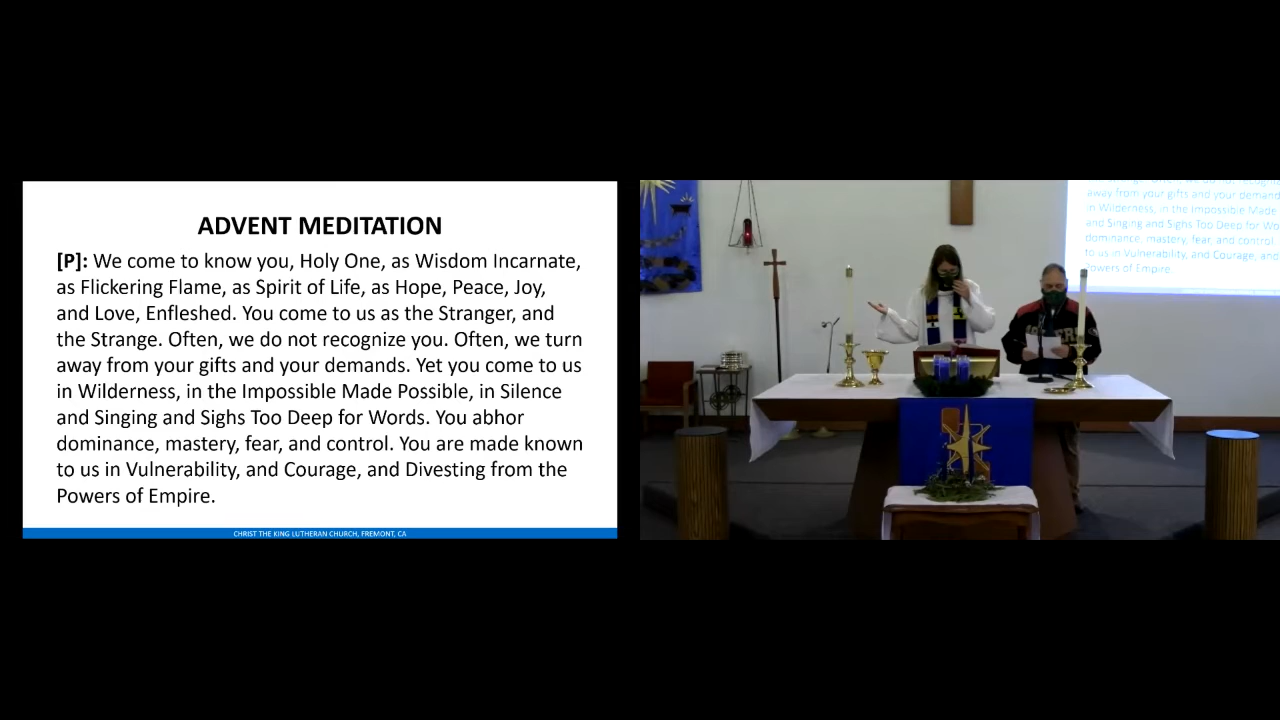 ADVENT MEDITATION
[P]: We come to know you, Holy One, as Wisdom Incarnate,
as Flickering Flame, as Spirit of Life, as Hope, Peace, Joy,
and Love, Enfleshed. You come to us as the Stranger, and
the Strange. Often, we do not recognize you. Often, we turn
away from your gifts and your demands. Yet you come to us
in Wilderness, in the Impossible Made Possible, in Silence
and Singing and Sighs Too Deep for Words. You abhor
dominance, mastery, fear, and control. You are made known
to us in Vulnerability, and Courage, and Divesting from the
Powers of Empire.
CHRIST THE KING LUTHERAN CHURCH, FREMONT, CA
away from your gifts and your demand
in Wilderness, in the Impossible Made
and Singing and Sighs Too Deep for Wo
dominance, mastery, fear, and control
to us in Vulnerability, and Courage, and
Powers of Empire.